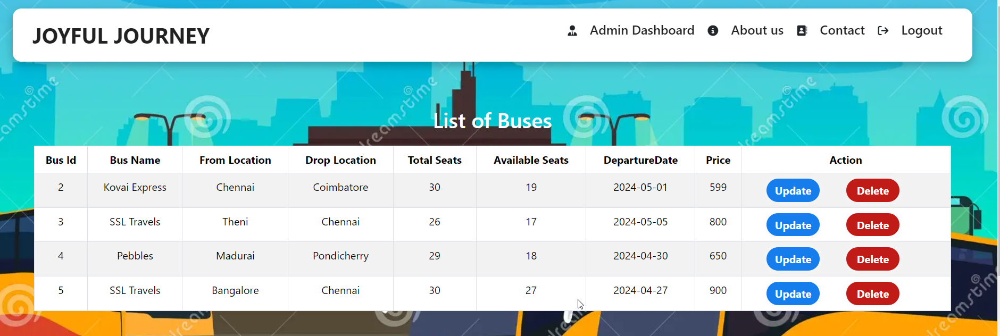 JOYFUL JOURNEY Admin Dashboard About us Contact Logout
List of Buses
Bus Id Bus Name From Location Drop Location Total Seats Available Seats DepartureDate Price Action
2 Kovai Express Chennai Coimbatore 30 19 2024-05-01 599 Update Delete
3 SSL Travels Theni Chennai 26 17 2024-05-05 800 Update Delete
4 Pebbles Madurai Pondicherry 29 18 2024-04-30 650 Update Delete
5 SSL Travels Bangalore Chennai 30 27 2024-04-27 900 Update Delete
dreamstime
dreamstime